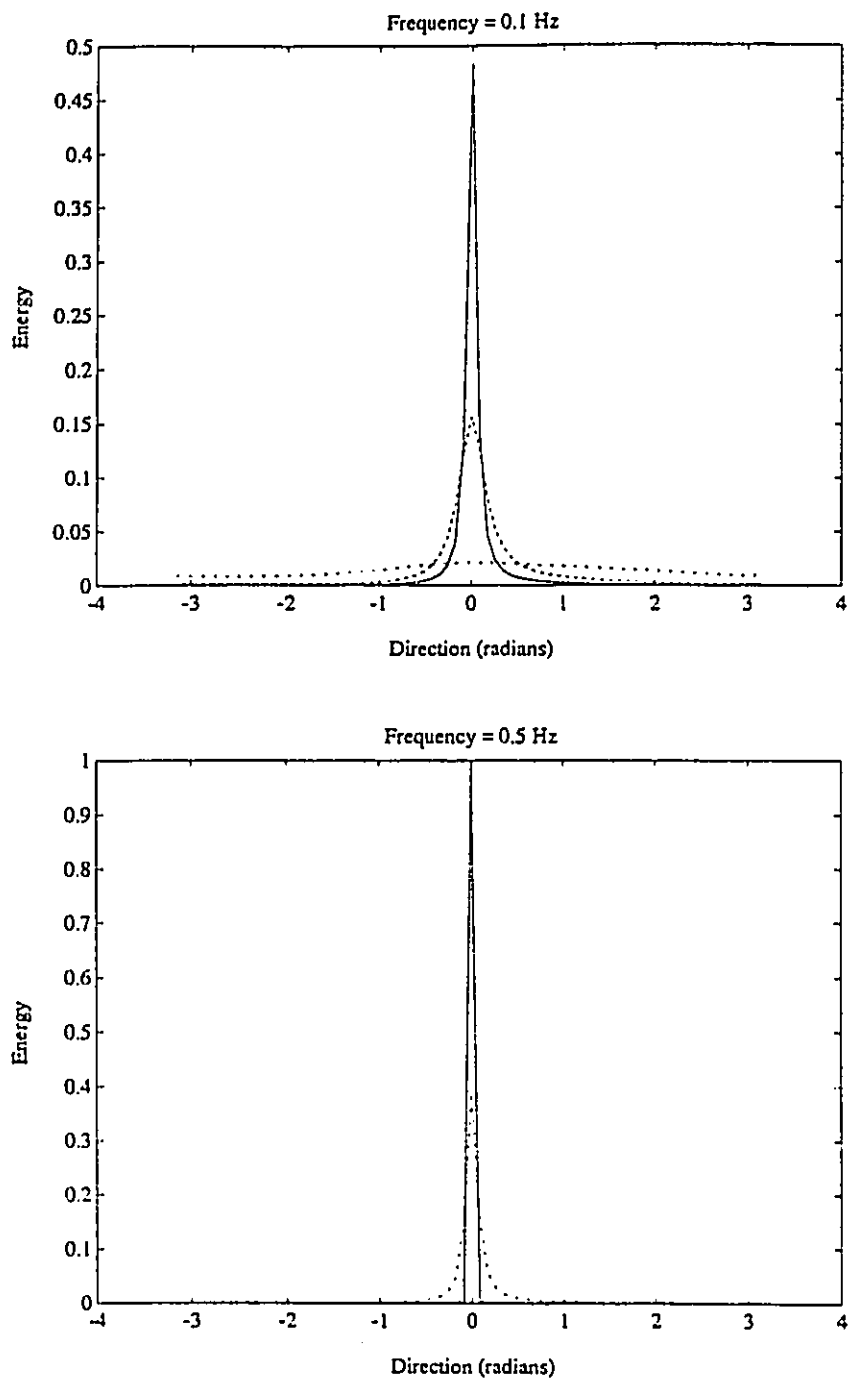 Frequency = 0.1 Hz
0.5
0.45
0.4
0.35
0.3
0.25
0.2
0.15
0.1
0.05
0
Energy
-4 -3 -2 -1 0 1 2 3 4
Direction (radians)
Frequency = 0.5 Hz
1
0.9
0.8
0.7
0.6
0.5
0.4
0.3
0.2
0.1
0
Energy
-4 -3 -2 -1 0 1 2 3 4
Direction (radians)